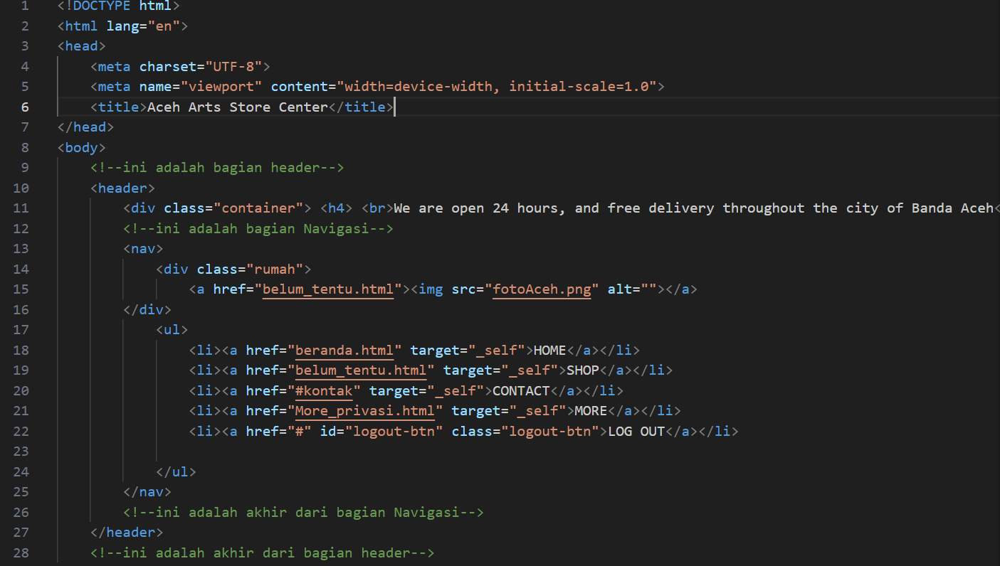 1 <!DOCTYPE html>
2 <html lang="en">
3 <head>
4     <meta charset="UTF-8">
5     <meta name="viewport" content="width=device-width, initial-scale=1.0">
6     <title>Aceh Arts Store Center</title>
7 </head>
8 <body>
9     <!--ini adalah bagian header-->
10     <header>
11         <div class="container"> <h4> <br>We are open 24 hours, and free delivery throughout the city of Banda Aceh<
12         <!--ini adalah bagian Navigasi-->
13         <nav>
14             <div class="rumah">
15                 <a href="belum_tentu.html"><img src="fotoAceh.png" alt=""></a>
16         </div>
17             <ul>
18                 <li><a href="beranda.html" target="_self">HOME</a></li>
19                 <li><a href="belum_tentu.html" target="_self">SHOP</a></li>
20                 <li><a href="#kontak" target="_self">CONTACT</a></li>
21                 <li><a href="More_privasi.html" target="_self">MORE</a></li>
22                 <li><a href="#" id="logout-btn" class="logout-btn">LOG OUT</a></li>
23
24             </ul>
25         </nav>
26         <!--ini adalah akhir dari bagian Navigasi-->
27     </header>
28     <!--ini adalah akhir dari bagian header-->